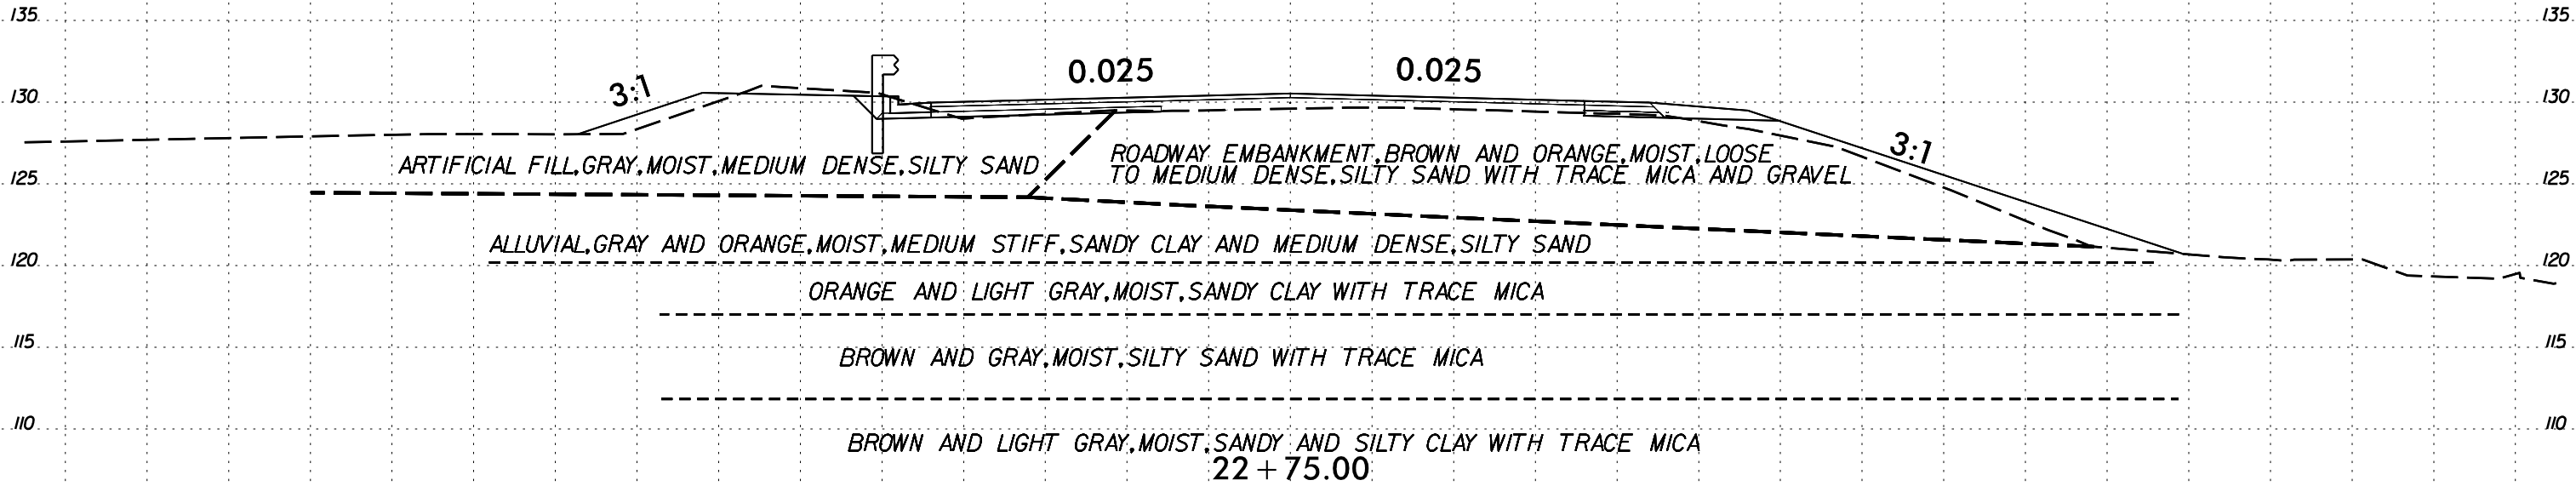 135 135
0.025 0.025
3:1
130 130
3:1
ARTIFICIAL FILL,GRAY,MOIST,MEDIUM DENSE,SILTY SAND
ROADWAY EMBANKMENT,BROWN AND ORANGE,MOIST,LOOSE
TO MEDIUM DENSE,SILTY SAND WITH TRACE MICA AND GRAVEL
125 125
ALLUVIAL,GRAY AND ORANGE,MOIST,MEDIUM STIFF,SANDY CLAY AND MEDIUM DENSE,SILTY SAND
120 120
ORANGE AND LIGHT GRAY,MOIST,SANDY CLAY WITH TRACE MICA
115 115
BROWN AND GRAY,MOIST,SILTY SAND WITH TRACE MICA
110 110
BROWN AND LIGHT GRAY,MOIST,SANDY AND SILTY CLAY WITH TRACE MICA
22+75.00